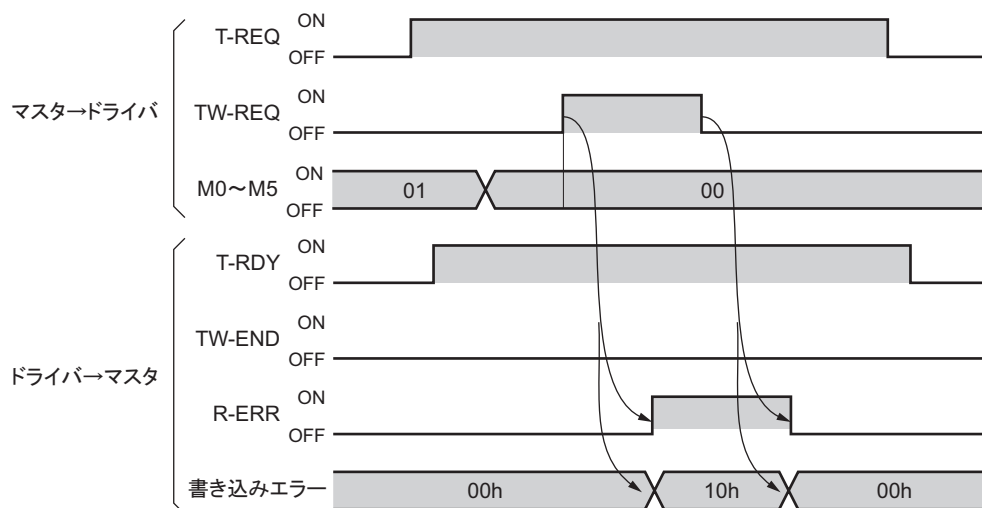 マスタ→ドライバ
T-REQ ON
OFF
TW-REQ ON
OFF
M0～M5 ON
OFF
01 00
ドライバ→マスタ
T-RDY ON
OFF
TW-END ON
OFF
R-ERR ON
OFF
書き込みエラー 00h 10h 00h